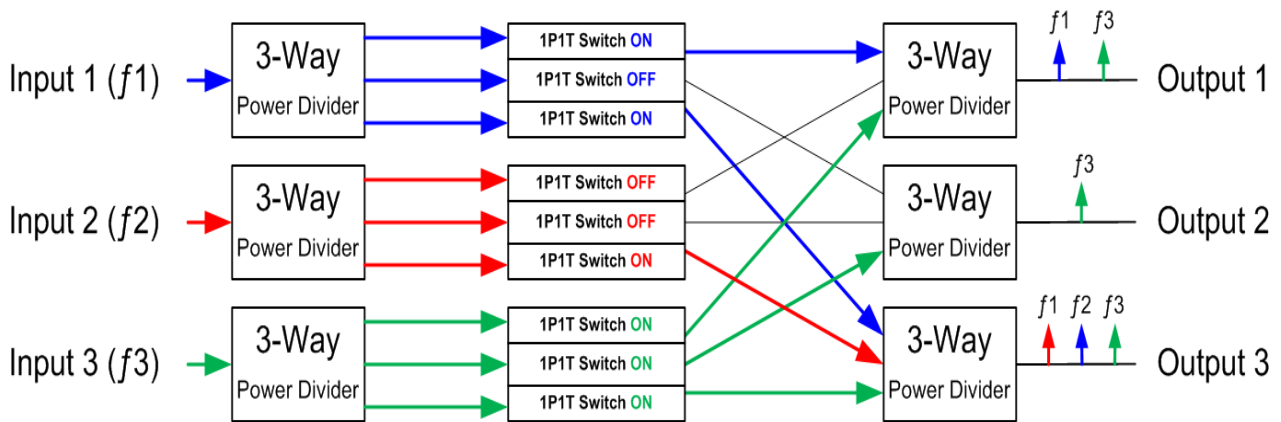 Input 1 (ƒ1)
3-Way
Power Divider
1P1T Switch ON
1P1T Switch OFF
1P1T Switch ON
3-Way
Power Divider
ƒ1 ƒ3
Output 1
Input 2 (ƒ2)
3-Way
Power Divider
1P1T Switch OFF
1P1T Switch OFF
1P1T Switch ON
3-Way
Power Divider
ƒ3
Output 2
Input 3 (ƒ3)
3-Way
Power Divider
1P1T Switch ON
1P1T Switch ON
1P1T Switch ON
3-Way
Power Divider
ƒ1 ƒ2 ƒ3
Output 3